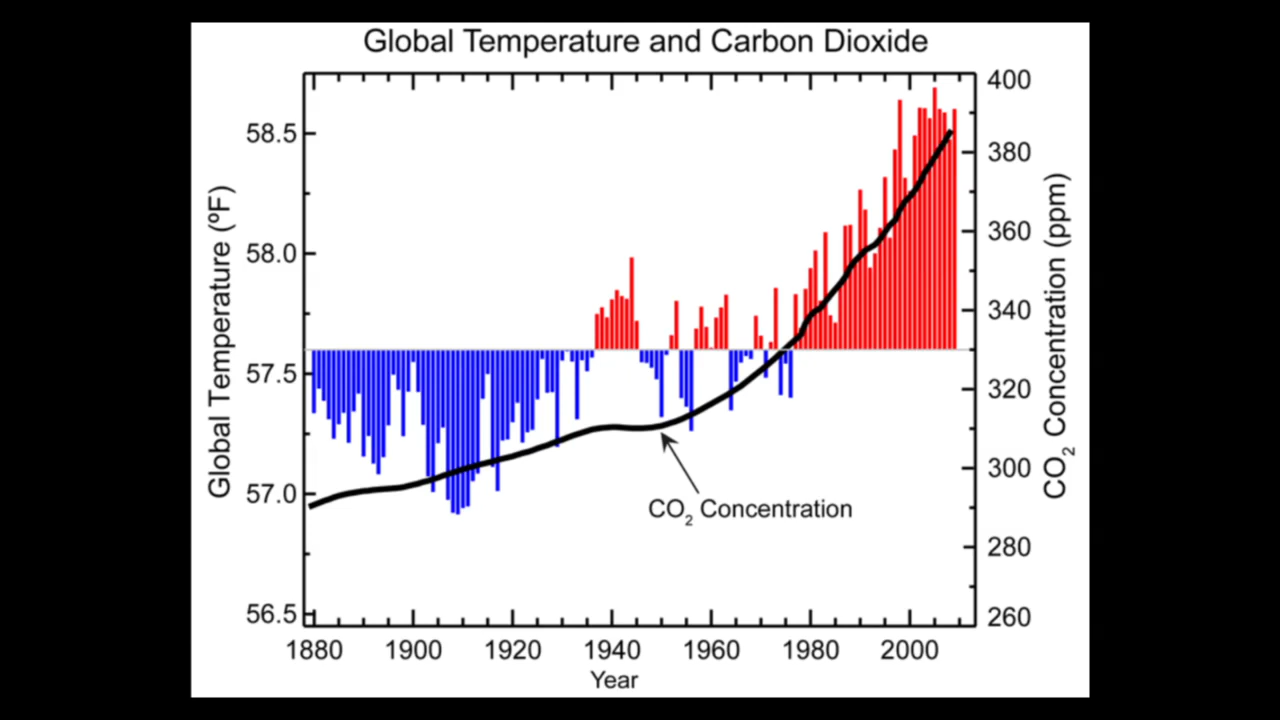 Global Temperature and Carbon Dioxide
58.5
58.0
57.5
57.0
56.5
Global Temperature (ºF)
400
380
360
340
320
300
280
260
CO₂ Concentration (ppm)
CO₂ Concentration
1880 1900 1920 1940 1960 1980 2000
Year